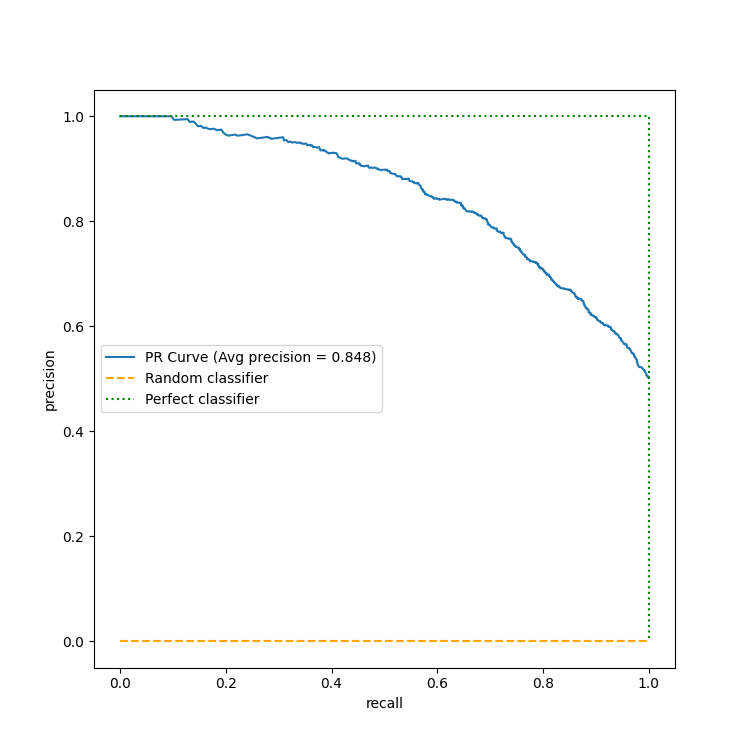 1.0
0.8
0.6
0.4
0.2
0.0
precision
PR Curve (Avg precision = 0.848)
Random classifier
Perfect classifier
0.0 0.2 0.4 0.6 0.8 1.0
recall